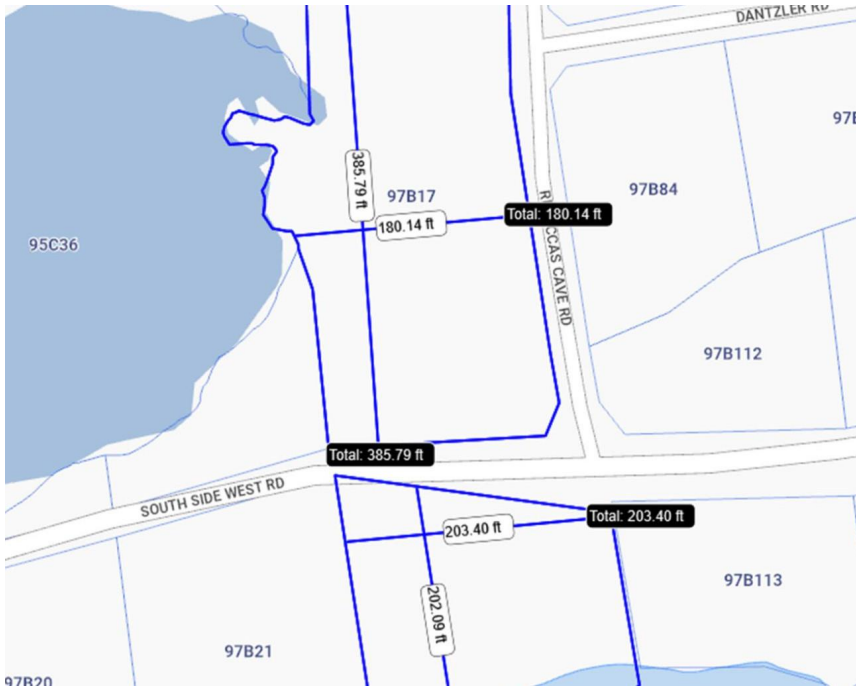 DANTZLER RD
385.79 ft
97B17
97B84
180.14 ft
Total: 180.14 ft
95C36
CCAS CAVE RD
97B112
Total: 385.79 ft
SOUTH SIDE WEST RD
203.40 ft
Total: 203.40 ft
97B113
202.09 ft
97B21
97B20